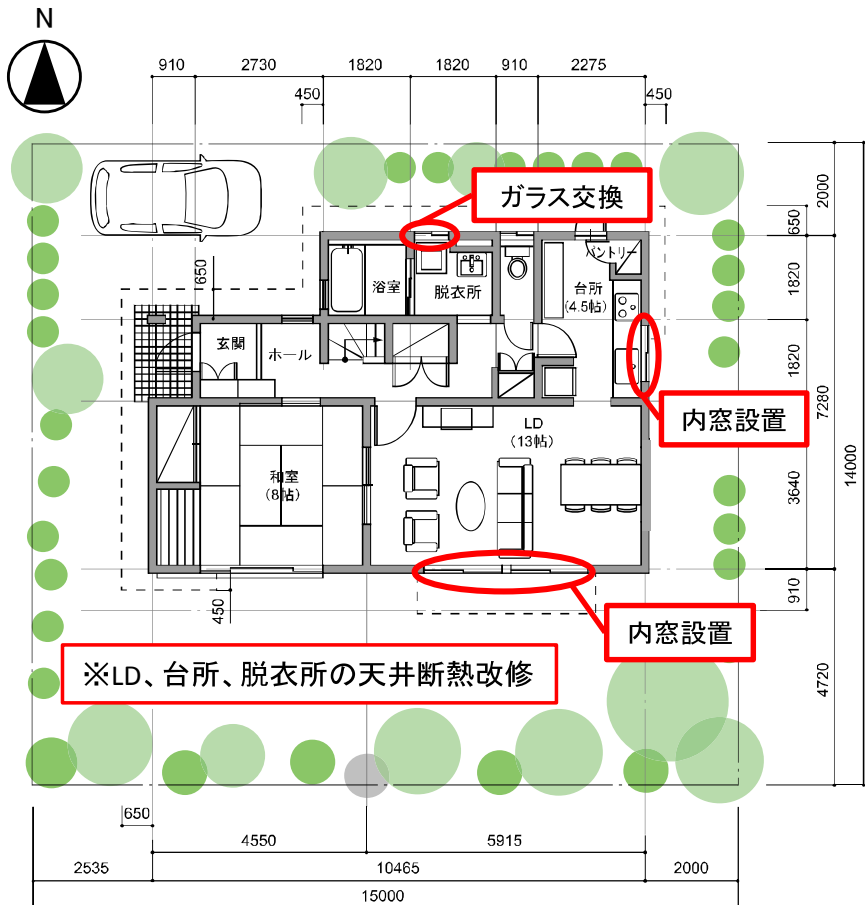 N
910
2730
1820
1820
910
2275
450
450
ガラス交換
2000
650
650
浴室
脱衣所
台所
(4.5帖)
パントリー
1820
玄関
ホール
1820
7280
14000
内窓設置
LD
(13帖)
和室
(8帖)
3640
450
910
内窓設置
※LD、台所、脱衣所の天井断熱改修
4720
650
4550
5915
2535
10465
2000
15000